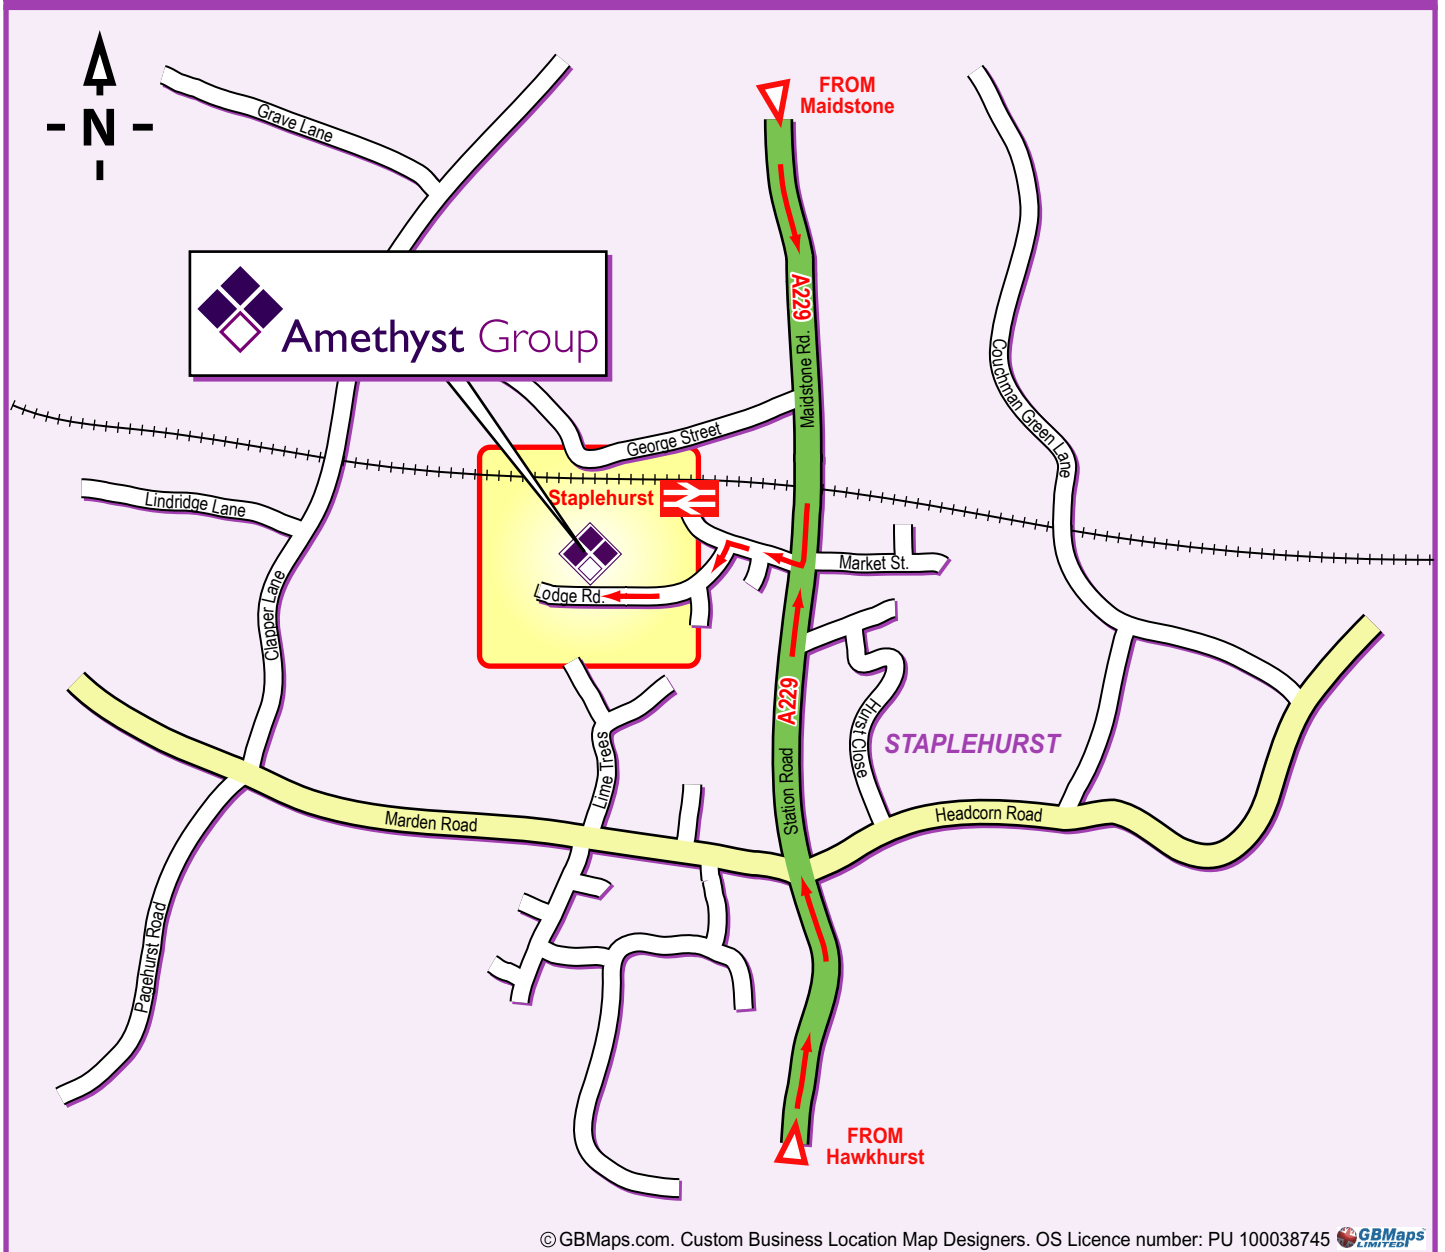 FROM
Maidstone
N
Grave Lane
Amethyst Group
A229
Maidstone Rd.
Couchman Green Lane
George Street
Staplehurst
Lindridge Lane
Market St.
Lodge Rd.
Clapper Lane
A229
Hurst Close
STAPLEHURST
Lime Trees
Station Road
Marden Road
Headcorn Road
Pagehurst Road
FROM
Hawkhurst
© GBMaps.com. Custom Business Location Map Designers. OS Licence number: PU 100038745
GBMaps
LIMITED!